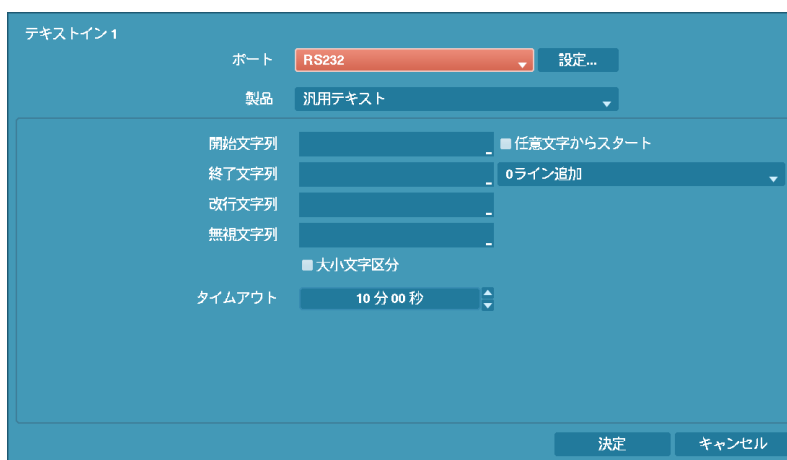 テキストイン 1
ポート RS232 設定...
製品 汎用テキスト
開始文字列 任意文字からスタート
終了文字列 0ライン追加
改行文字列
無視文字列
大小文字区分
タイムアウト 10 分 00 秒
決定 キャンセル